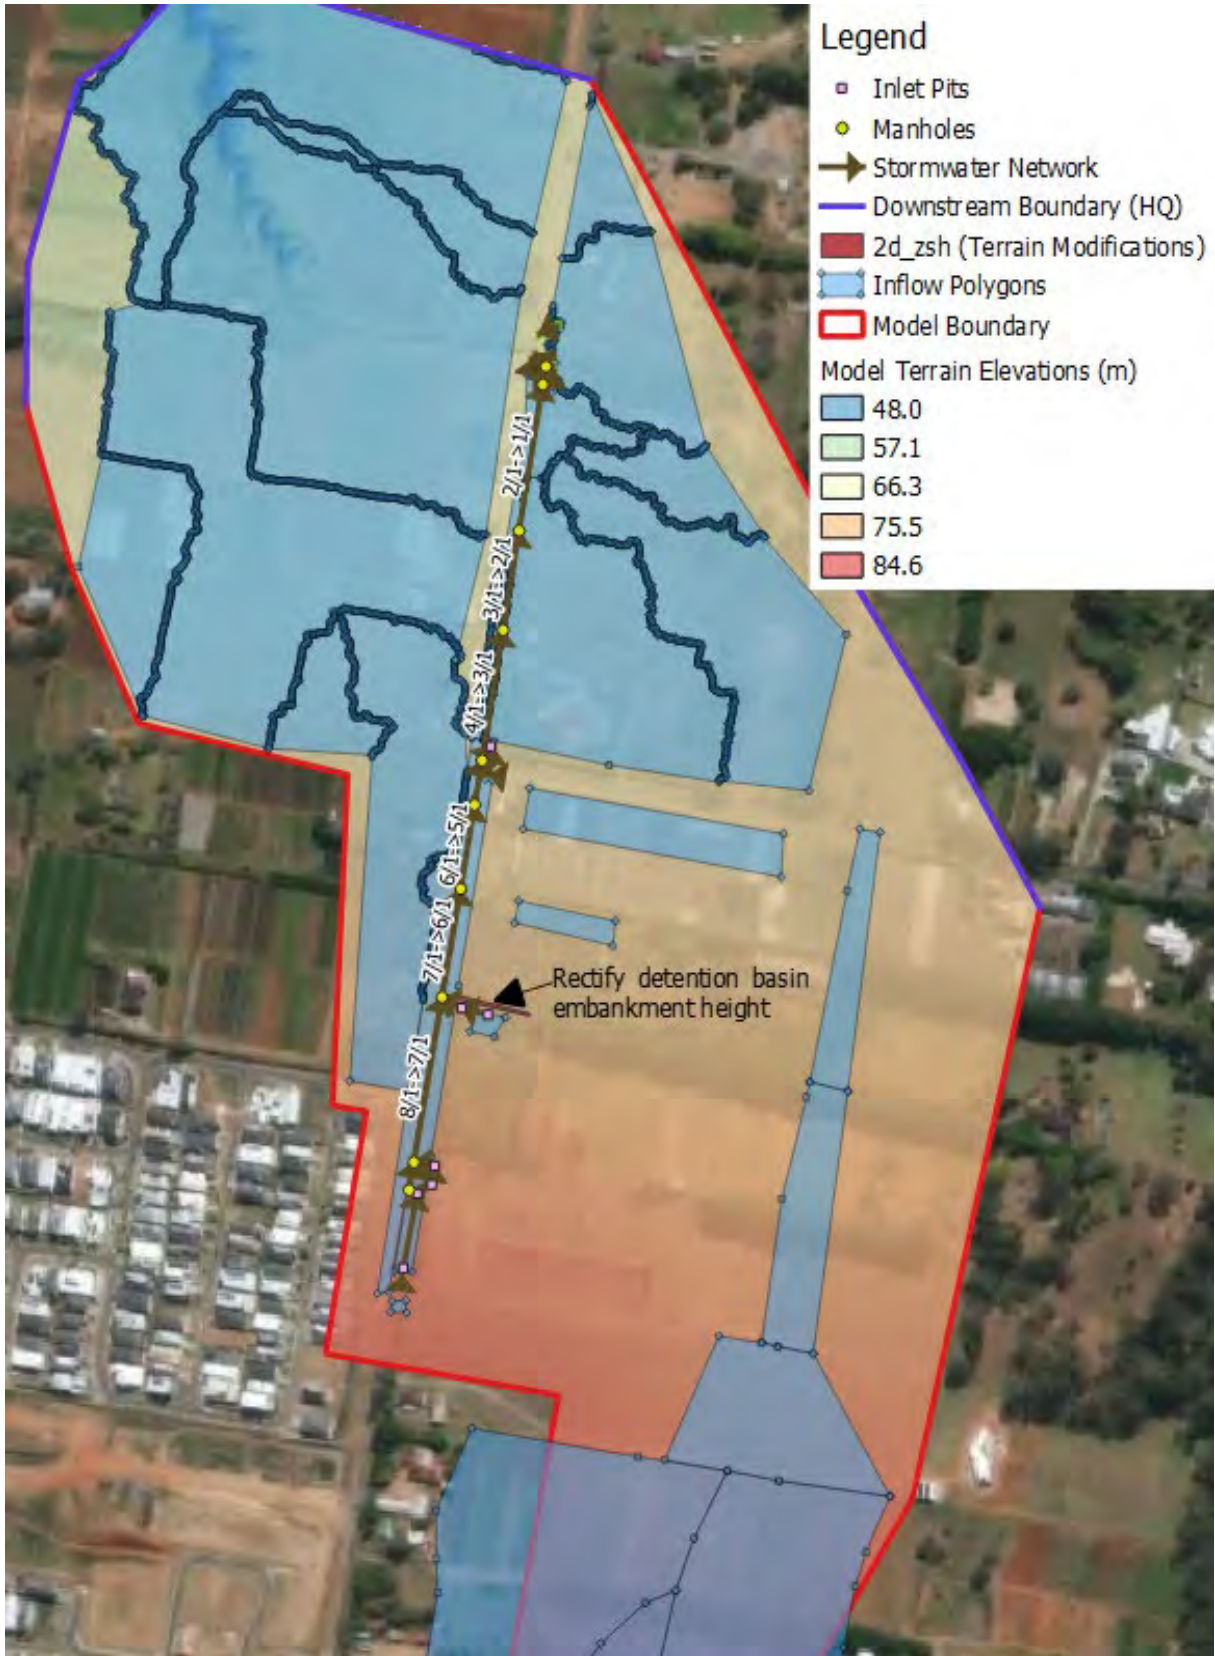 Legend
Inlet Pits
Manholes
Stormwater Network
Downstream Boundary (HQ)
2d_zsh (Terrain Modifications)
Inflow Polygons
Model Boundary
Model Terrain Elevations (m)
48.0
57.1
66.3
75.5
84.6
2/1->1/1
3/1->2/1
4/1->3/1
6/1->5/1
7/1->6/1
Rectify detention basin
embankment height
8/1->7/1